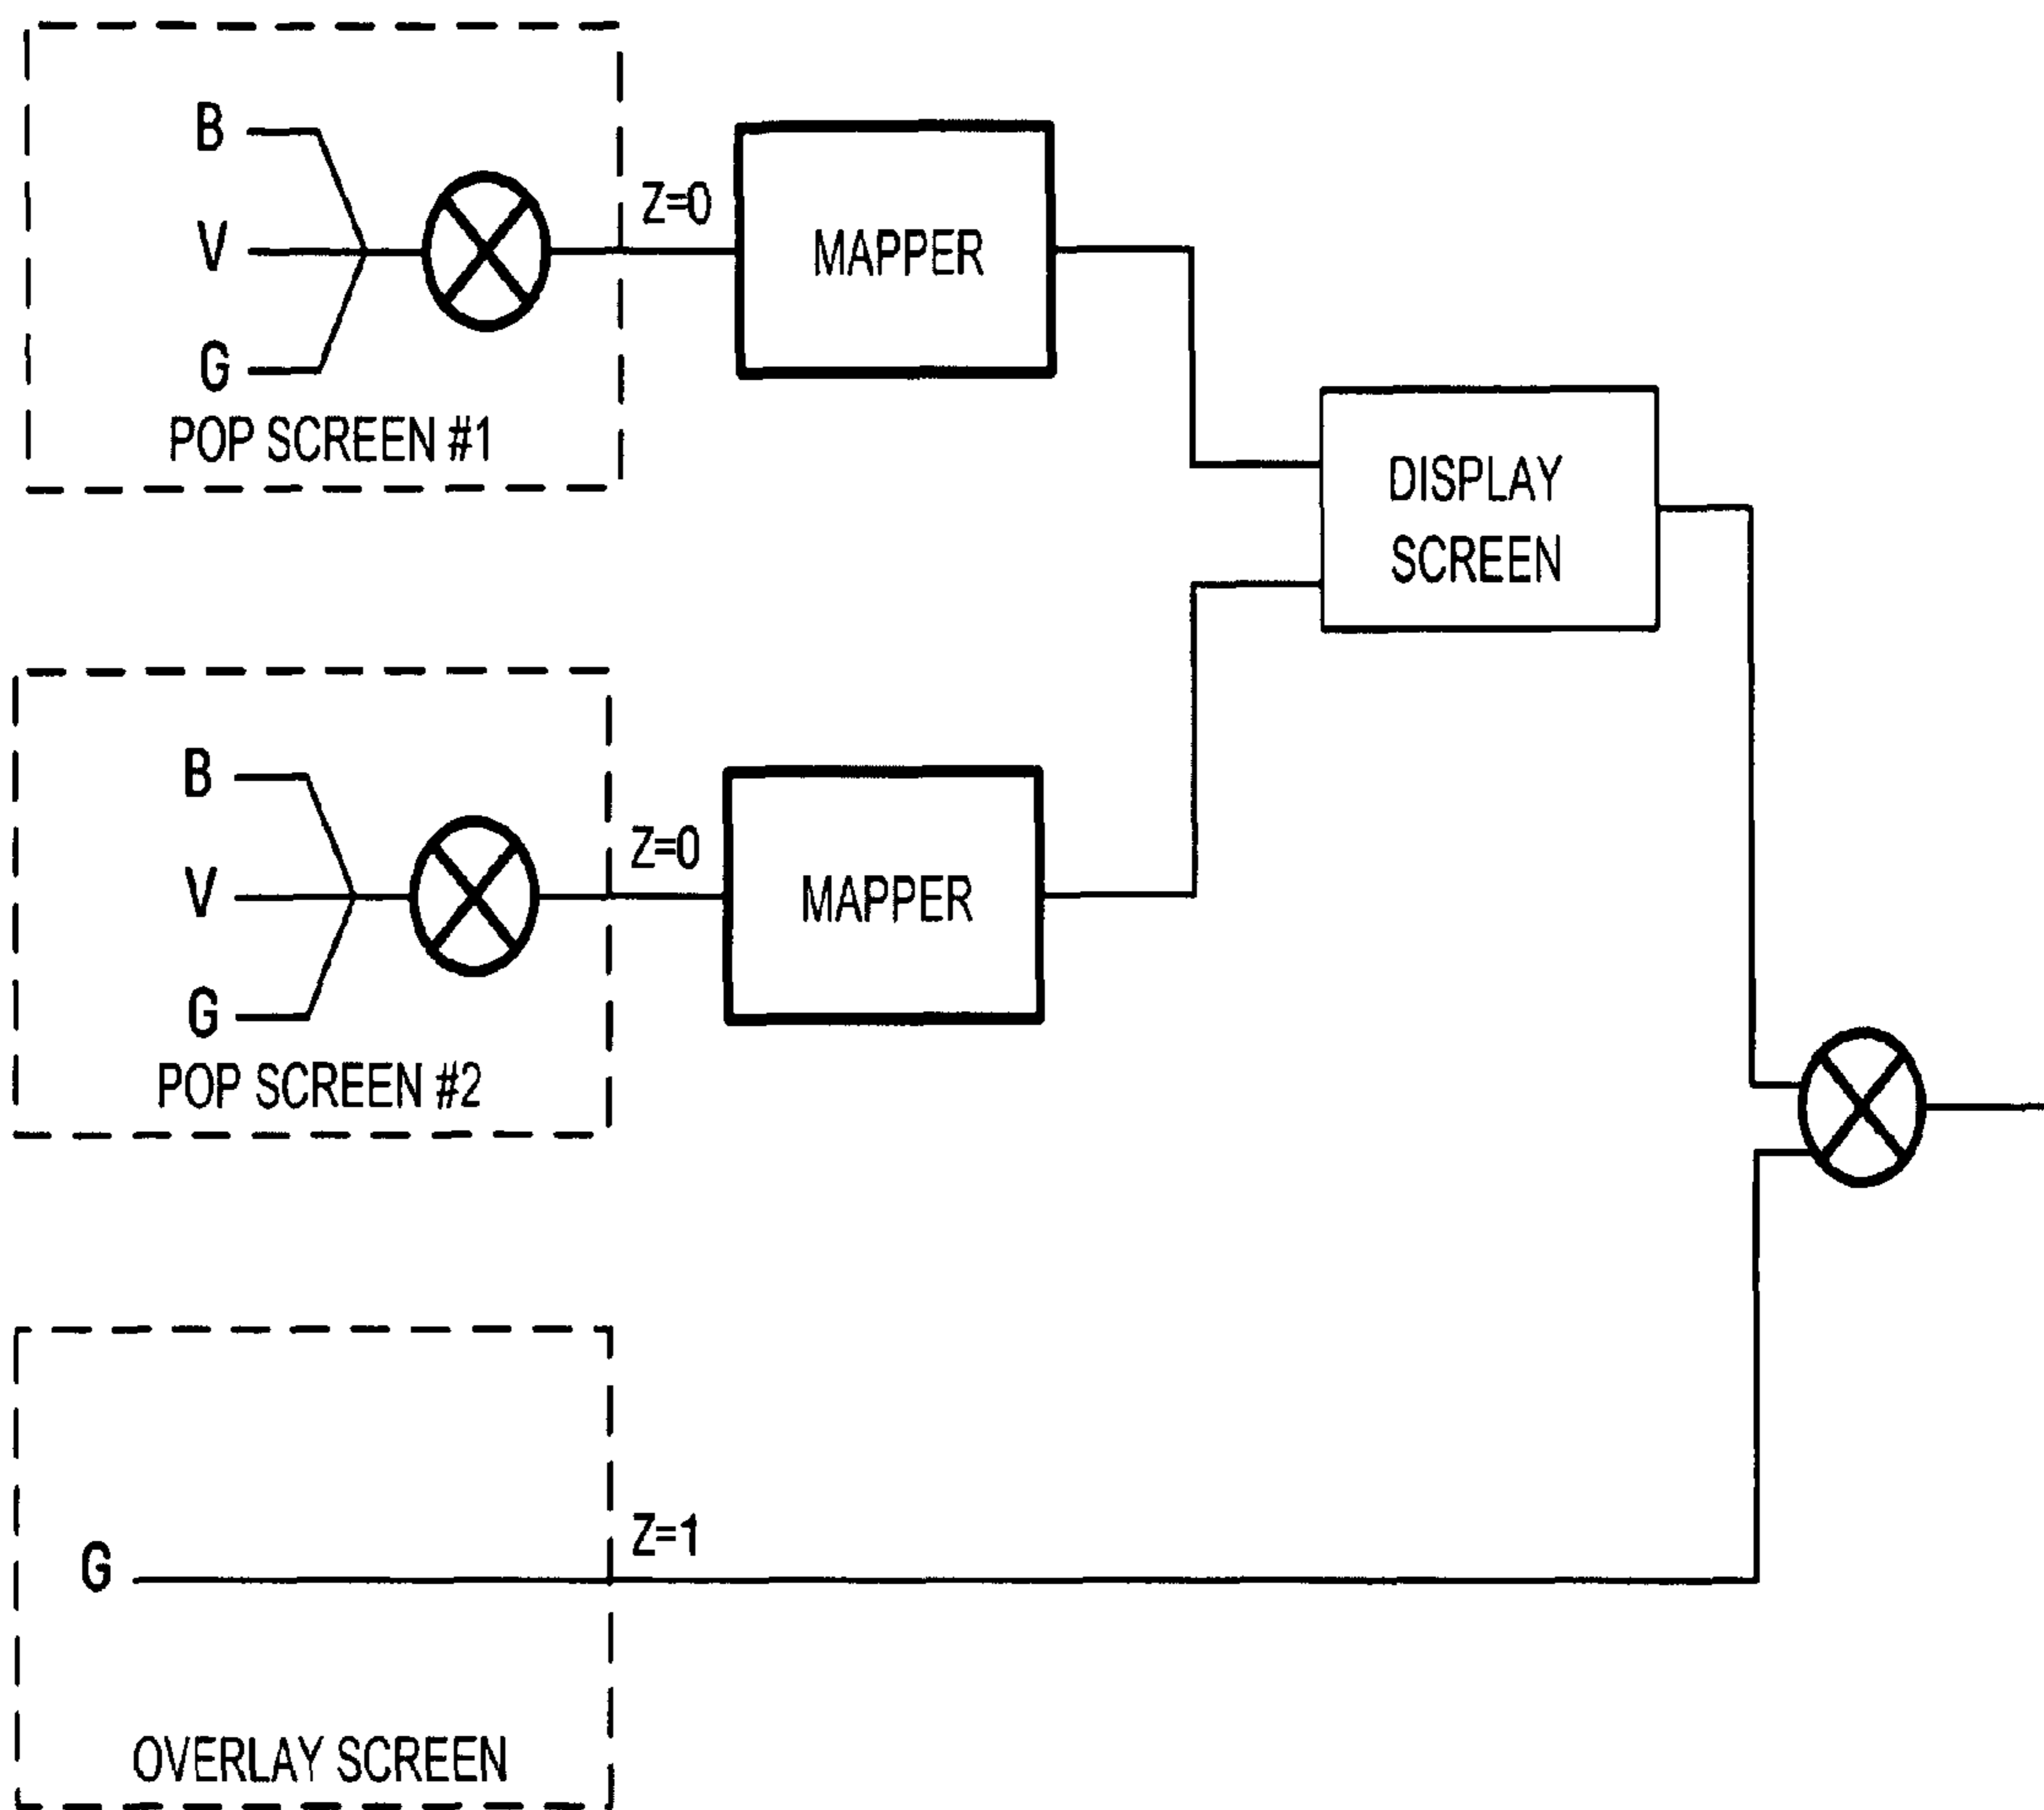 B
V
G
POP SCREEN #1
Z=0
MAPPER
DISPLAY
SCREEN
B
V
G
POP SCREEN #2
Z=0
MAPPER
G
Z=1
OVERLAY SCREEN